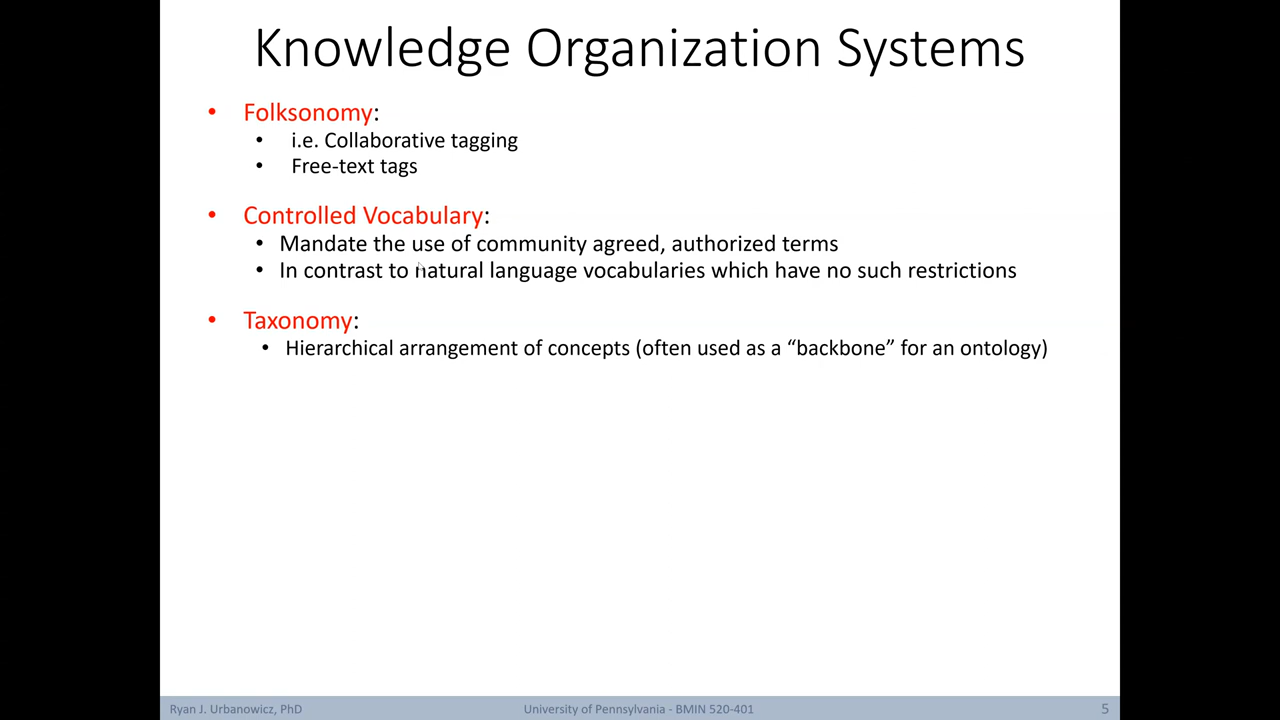 Knowledge Organization Systems
• Folksonomy:
• i.e. Collaborative tagging
• Free-text tags
• Controlled Vocabulary:
• Mandate the use of community agreed, authorized terms
• In contrast to natural language vocabularies which have no such restrictions
• Taxonomy:
• Hierarchical arrangement of concepts (often used as a “backbone” for an ontology)
Ryan J. Urbanowicz, PhD
University of Pennsylvania - BMIN 520-401
5